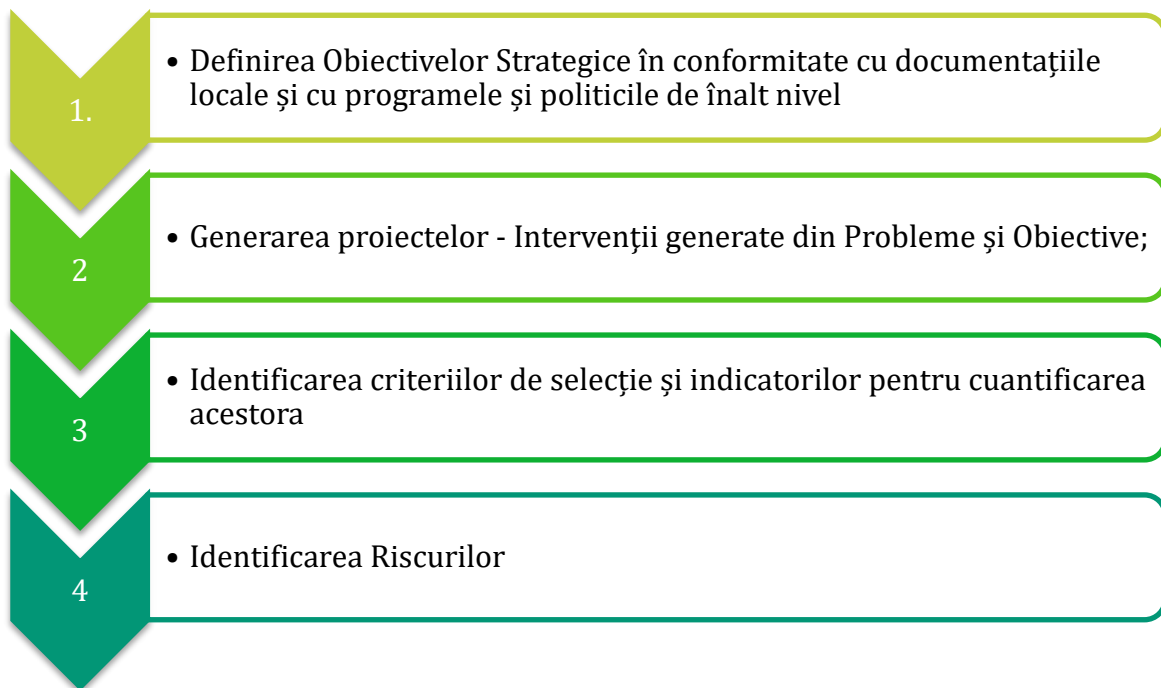 1.
• Definirea Obiectivelor Strategice în conformitate cu documentațiile
locale și cu programele și politicile de înalt nivel
2
• Generarea proiectelor - Intervenții generate din Probleme și Obiective;
3
• Identificarea criteriilor de selecție și indicatorilor pentru cuantificarea
acestora
4
• Identificarea Riscurilor